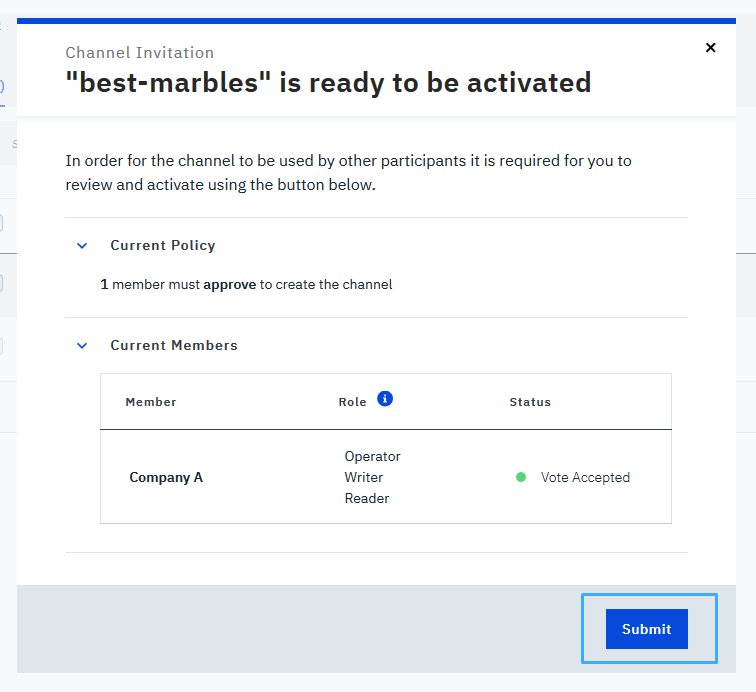 Channel Invitation
"best-marbles" is ready to be activated
In order for the channel to be used by other participants it is required for you to
review and activate using the button below.
Current Policy
1 member must approve to create the channel
Current Members
Member Role i Status
Company A
Operator
Writer
Reader
Vote Accepted
Submit